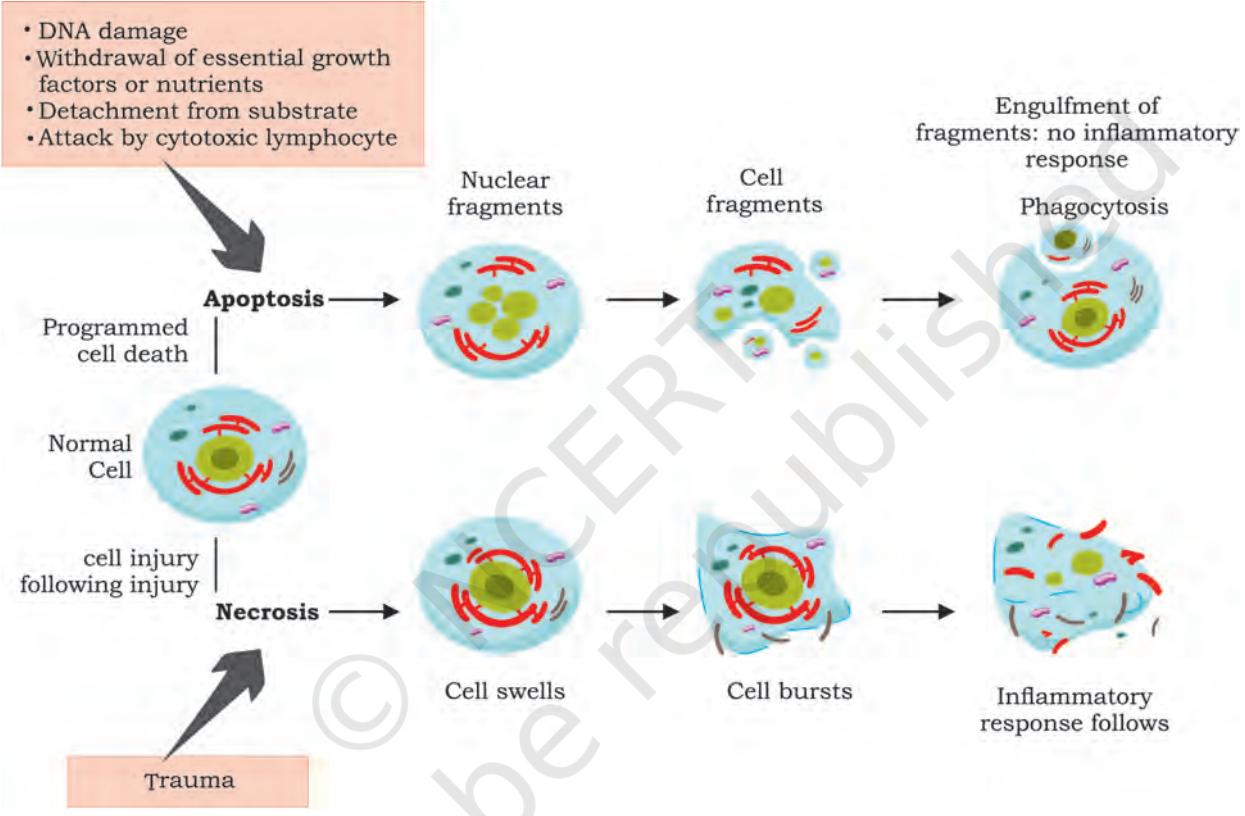 • DNA damage
• Withdrawal of essential growth
factors or nutrients
• Detachment from substrate
• Attack by cytotoxic lymphocyte
Engulfment of
fragments: no inflammatory
response
Phagocytosis
Nuclear
fragments
Cell
fragments
Apoptosis
Programmed
cell death
Normal
Cell
cell injury
following injury
Necrosis
Cell swells
Cell bursts
Inflammatory
response follows
Trauma
© NCERT
be republished